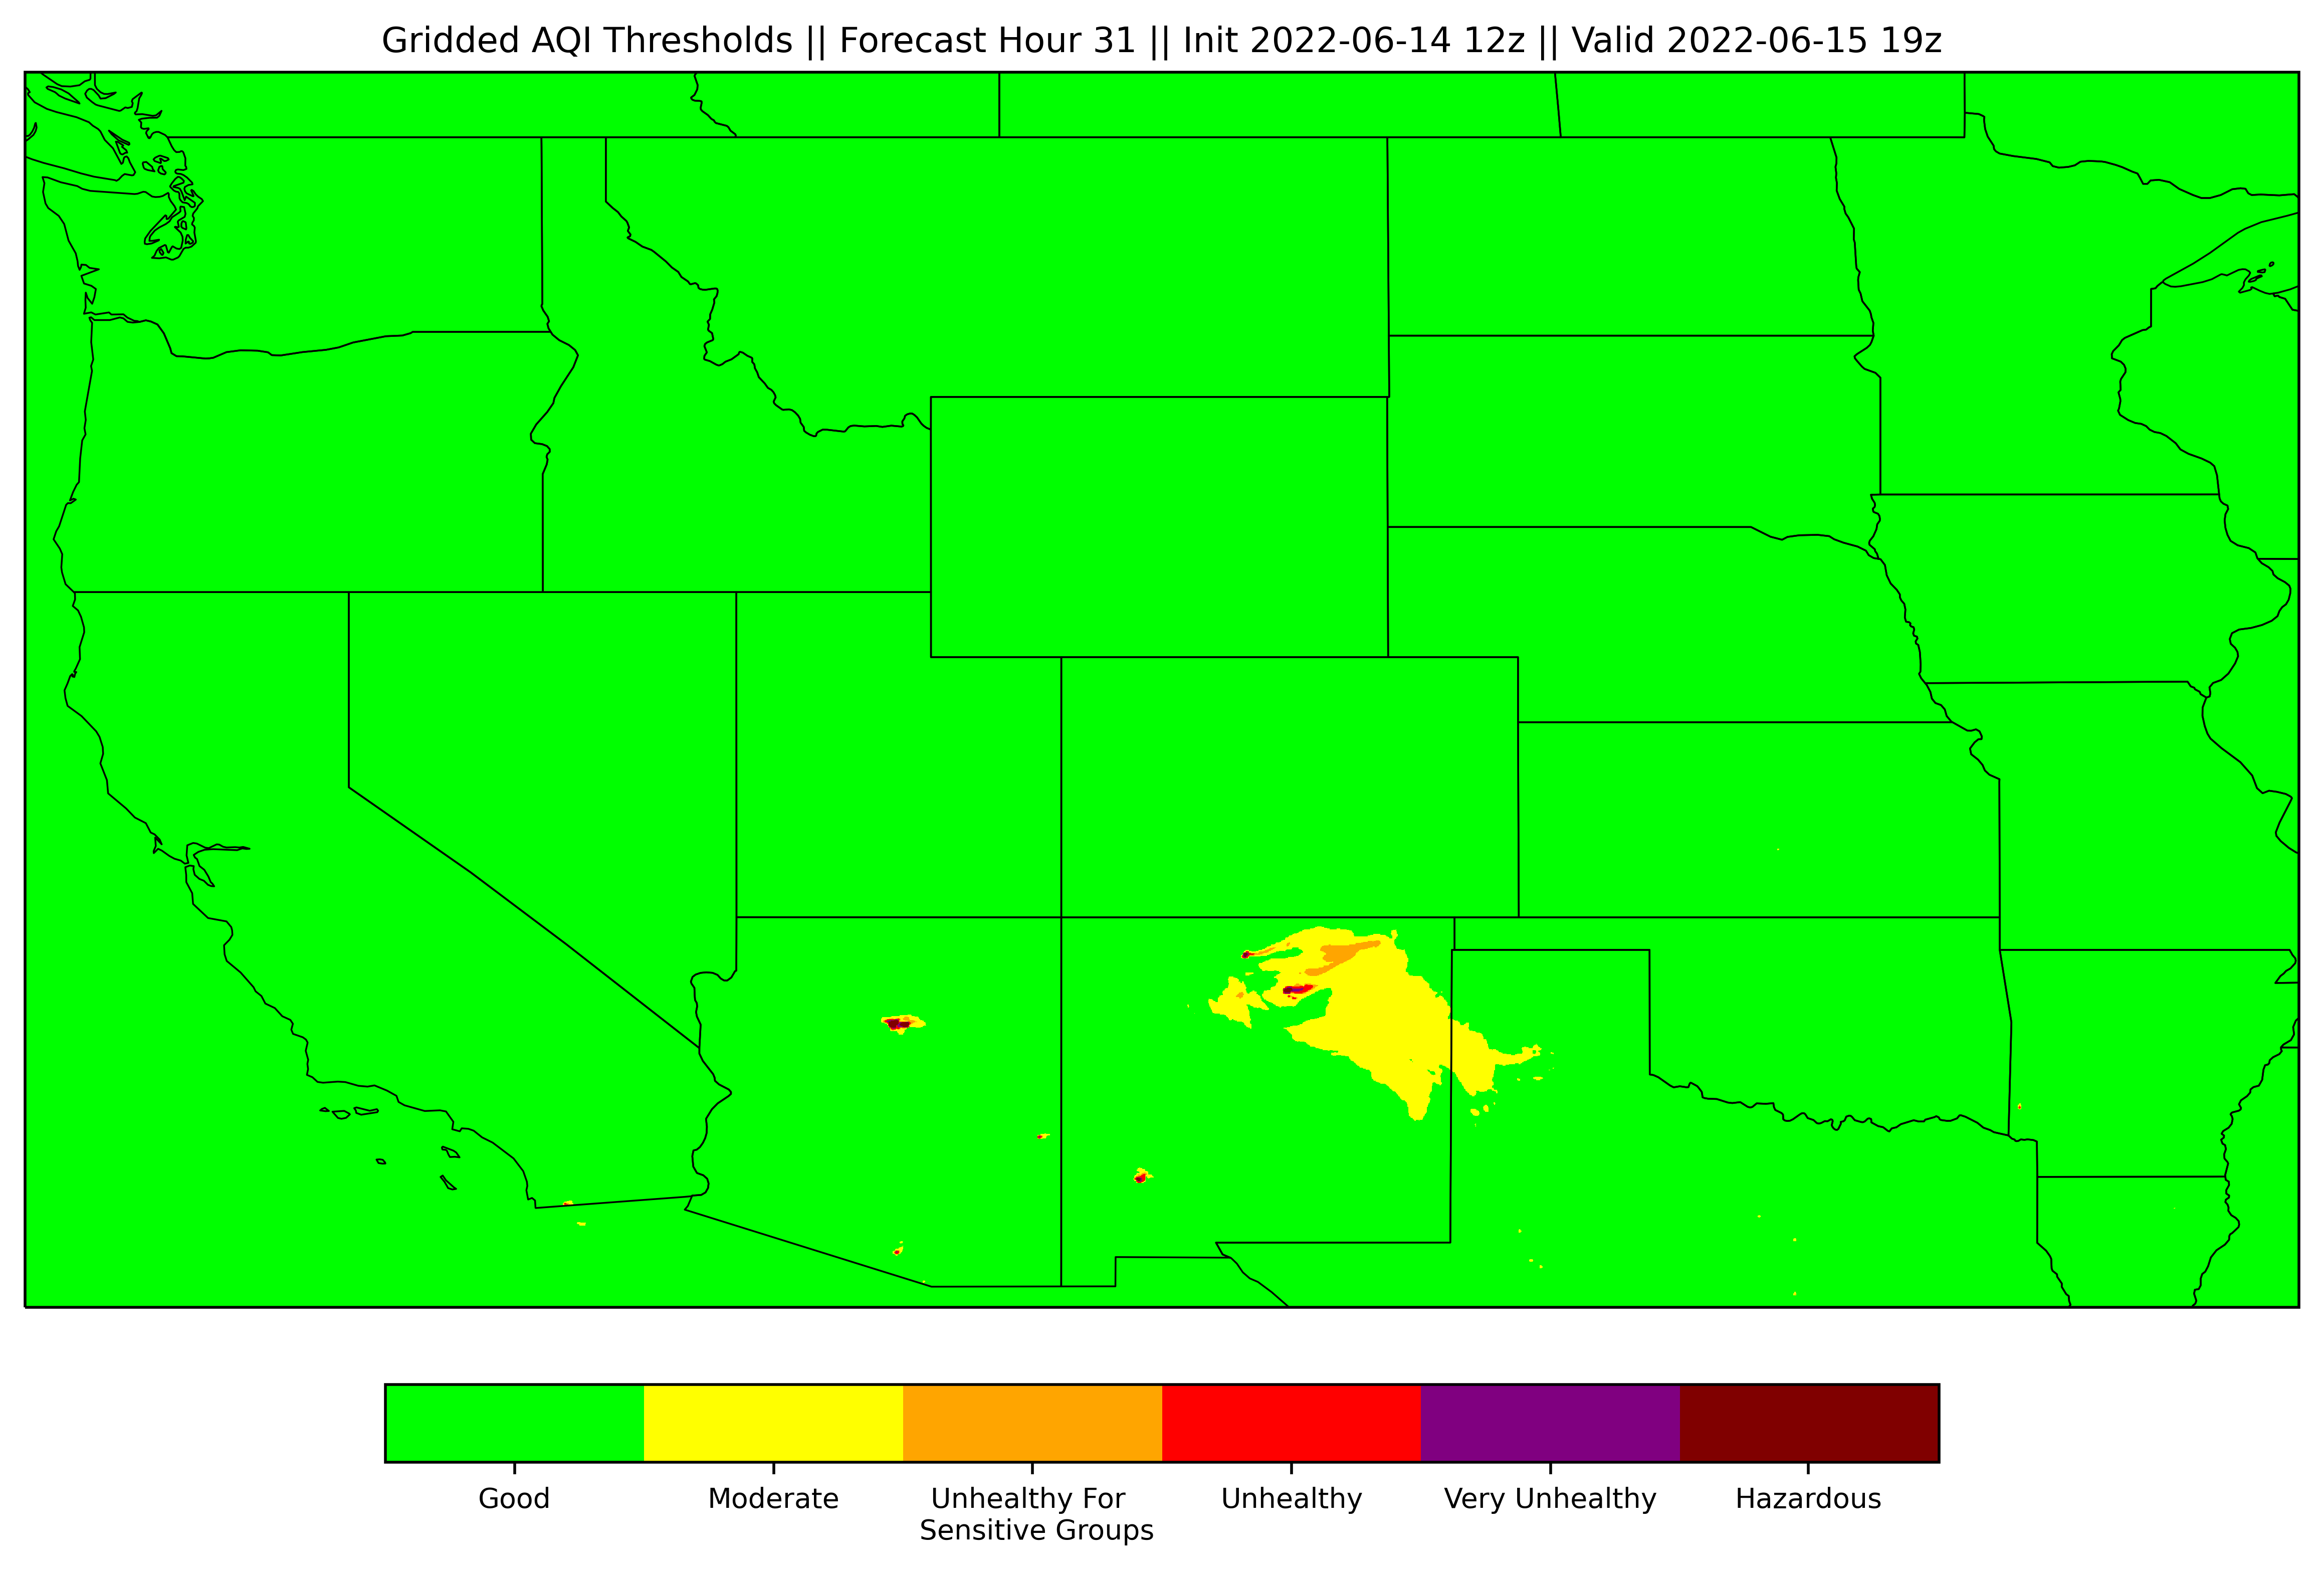 Gridded AQI Thresholds || Forecast Hour 31 || Init 2022-06-14 12z || Valid 2022-06-15 19z
Good
Moderate
Unhealthy For
Sensitive Groups
Unhealthy
Very Unhealthy
Hazardous